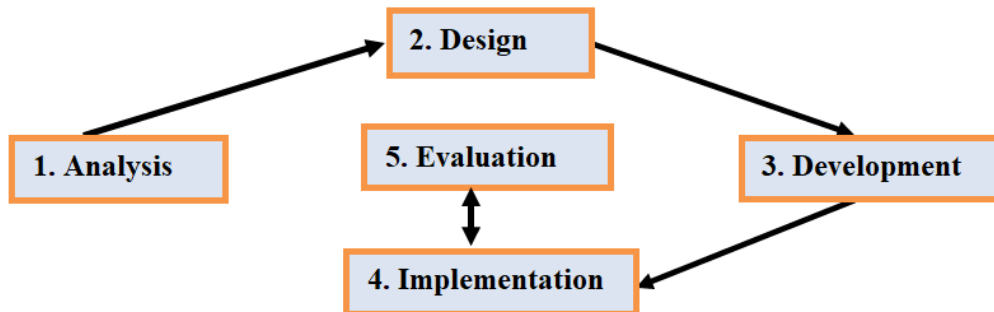 2. Design
1. Analysis
5. Evaluation
3. Development
4. Implementation